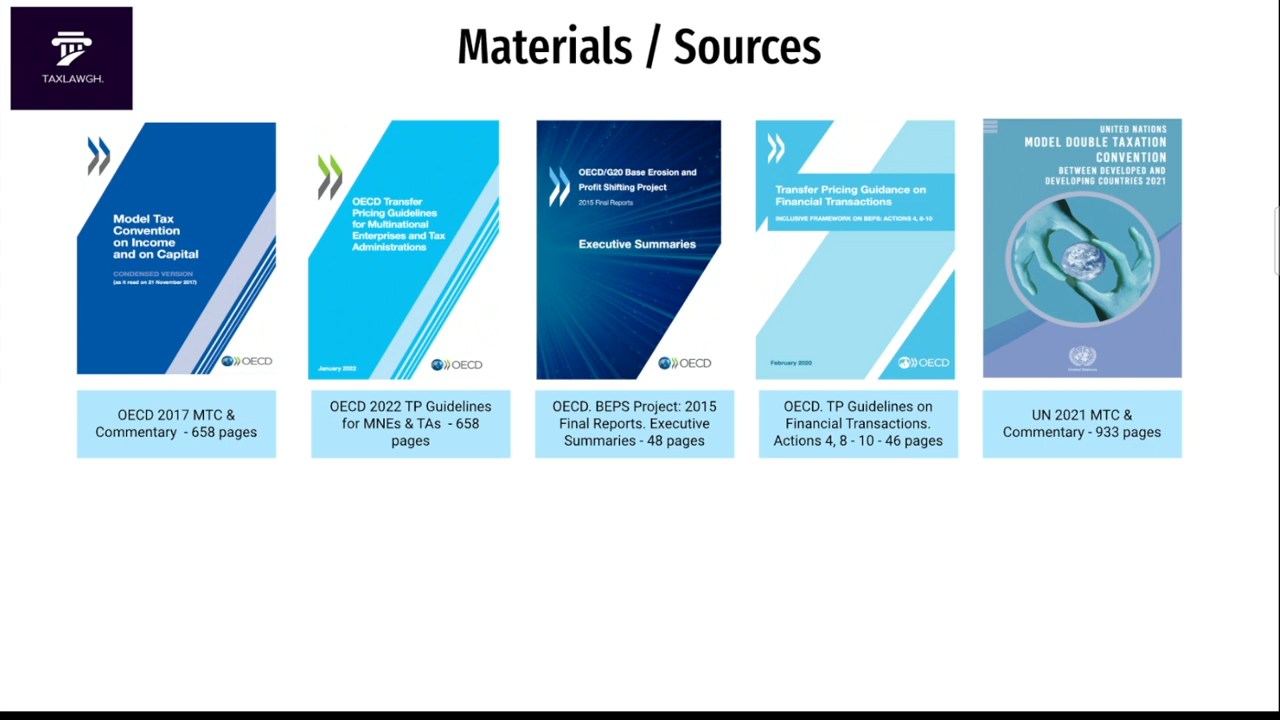 TAXLAWGH.
Materials / Sources
Model Tax
Convention
on Income
and on Capital
CONDENSED VERSION
(as it read on 21 November 2017)
OECD
OECD Transfer
Pricing Guidelines
for Multinational
Enterprises and Tax
Administrations
January 2022
OECD
OECD/G20 Base Erosion and
Profit Shifting Project
2015 Final Reports
Executive Summaries
OECD
Transfer Pricing Guidance on
Financial Transactions
INCLUSIVE FRAMEWORK ON BEPS: ACTIONS 4, 8-10
February 2020
OECD
UNITED NATIONS
MODEL DOUBLE TAXATION
CONVENTION
BETWEEN DEVELOPED AND
DEVELOPING COUNTRIES 2021
United Nations
OECD 2017 MTC &
Commentary - 658 pages
OECD 2022 TP Guidelines
for MNEs & TAs - 658
pages
OECD. BEPS Project: 2015
Final Reports. Executive
Summaries - 48 pages
OECD. TP Guidelines on
Financial Transactions.
Actions 4, 8 - 10 - 46 pages
UN 2021 MTC &
Commentary - 933 pages